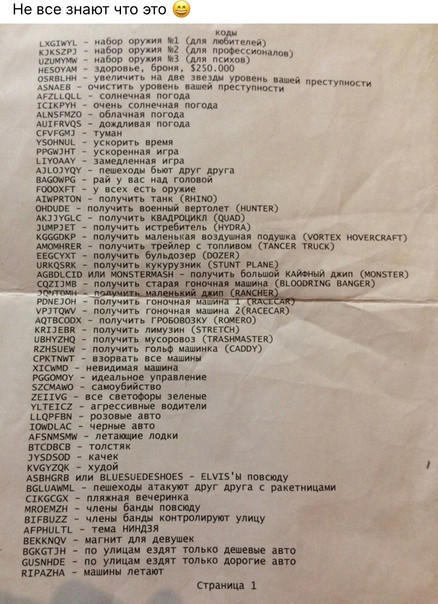 Не все знают что это 😄
коды
LXGIWYL - набор оружия №1 (для любителей)
KJKSZPJ - набор оружия №2 (для профессионалов)
UZUMYMW - набор оружия №3 (для психов)
HESOYAM - здоровье, броня, $250.000
OSRBLHH - увеличить на две звезды уровень вашей преступности
ASNAEB - очистить уровень вашей преступности
AFZLLQLL - солнечная погода
ICIKPYH - очень солнечная погода
ALNSFMZO - облачная погода
AUIFRVQS - дождливая погода
CFVFGMJ - туман
YSOHNUL - ускорить время
PPGWJHT - ускоренная игра
LIYOAAY - замедленная игра
AJLOJYQY - пешеходы бьют друг друга
BAGOWPG - рай у вас над головой
FOOOXFT - у всех есть оружие
AIWPRTON - получить танк (RHINO)
OHDUDE - получить военный вертолет (HUNTER)
AKJJYGLC - получить КВАДРОЦИКЛ (QUAD)
JUMPJET - получить истребитель (HYDRA)
KGGGDKP - получить маленькая воздушная подушка (VORTEX HOVERCRAFT)
AMOMHRER - получить трейлер с топливом (TANCER TRUCK)
EEGCYXT - получить бульдозер (DOZER)
URKQSRK - получить кукурузник (STUNT PLANE)
AGBDLCID ИЛИ MONSTERMASH - получить большой КАЙФНЫЙ джип (MONSTER)
CQZIJMB - получить старая гоночная машина (BLOODRING BANGER)
JQNTDMH - получить маленький джип (RANCHER)
PDNEJOH - получить гоночная машина 1 (RACECAR)
VPJTQWV - получить гоночная машина 2(RACECAR)
AQTBCODX - получить ГРОБОВОЗКУ (ROMERO)
KRIJEBR - получить лимузин (STRETCH)
UBHYZHQ - получить мусоровоз (TRASHMASTER)
RZHSUEW - получить гольф машинка (CADDY)
CPKTNWT - взорвать все машины
XICWMD - невидимая машина
PGGOMOY - идеальное управление
SZCMAWO - самоубийство
ZEIIVG - все светофоры зеленые
YLTEICZ - агрессивные водители
LLQPFBN - розовые авто
IOWDLAC - черные авто
AFSNMSMW - летающие лодки
BTCDBCB - толстяк
JYSDSOD - качек
KVGYZQK - худой
ASBHGRB или BLUESUEDESHOES - ELVIS'Ы повсюду
BGLUAWML - пешеходы атакуют друг друга с ракетницами
CIKGCGX - пляжная вечеринка
MROEMZH - члены банды повсюду
BIFBUZZ - члены банды контролируют улицу
AFPHULTL - тема НИНДЗЯ
BEKKNQV - магнит для девушек
BGKGTJH - по улицам ездят только дешевые авто
GUSNHDE - по улицам ездят только дорогие авто
RIPAZHA - машины летают
Страница 1